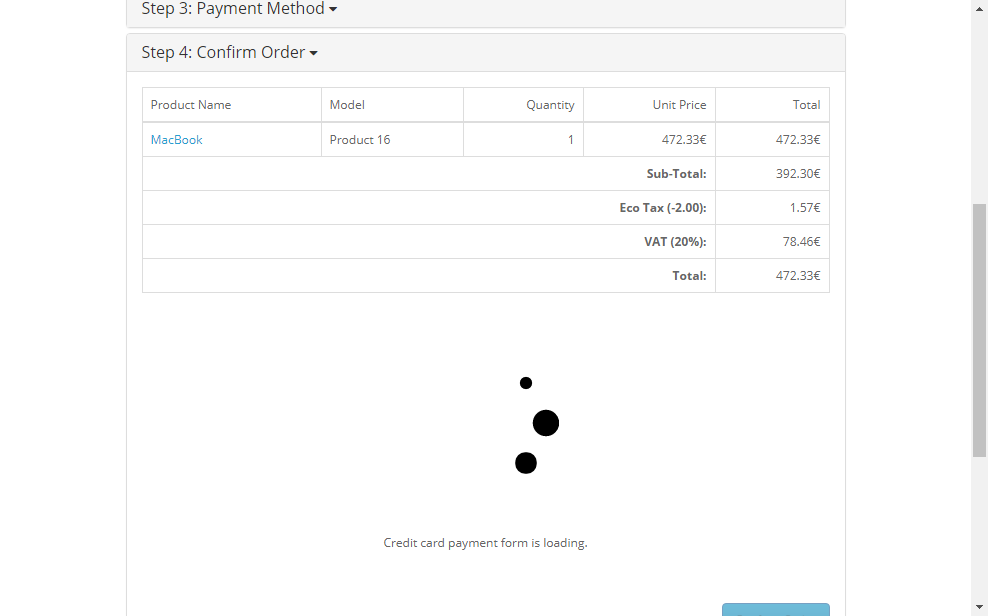 Step 3: Payment Method
Step 4: Confirm Order
Product Name Model Quantity Unit Price Total
MacBook Product 16 1 472.33€ 472.33€
Sub-Total: 392.30€
Eco Tax (-2.00): 1.57€
VAT (20%): 78.46€
Total: 472.33€
Credit card payment form is loading.